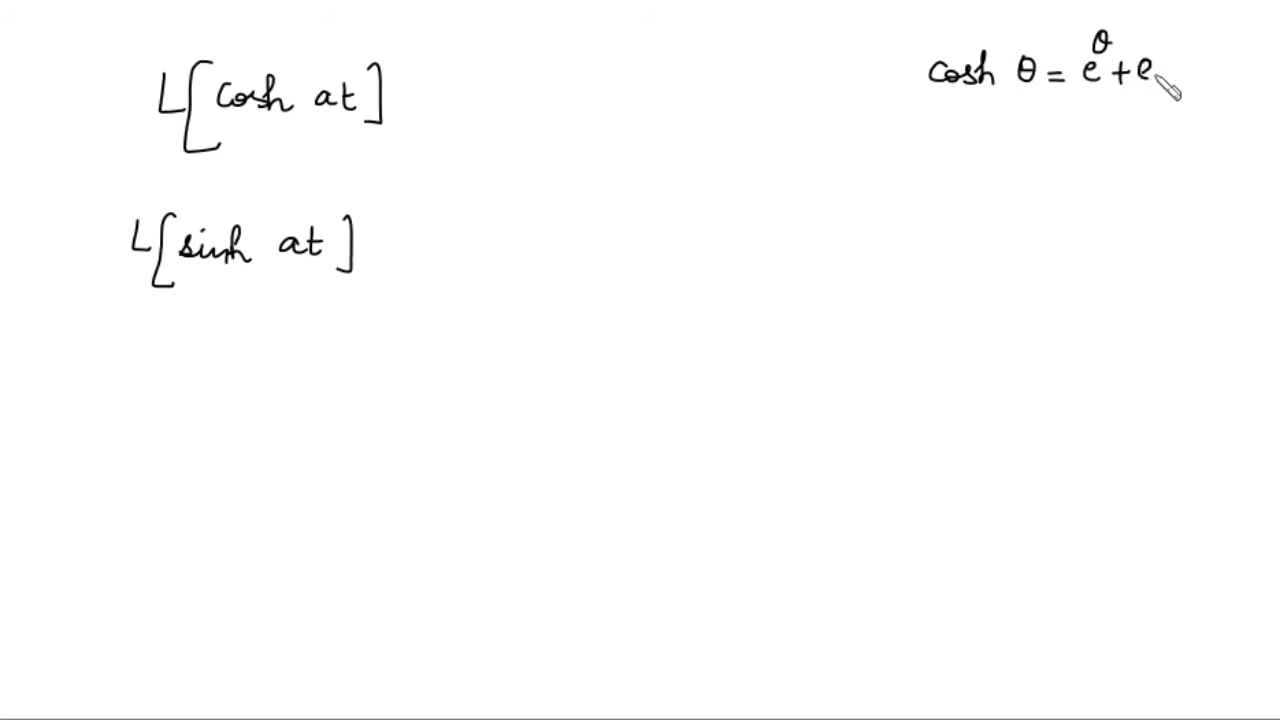 L[cosh at]
cosh θ = e^θ + e
L[sinh at]